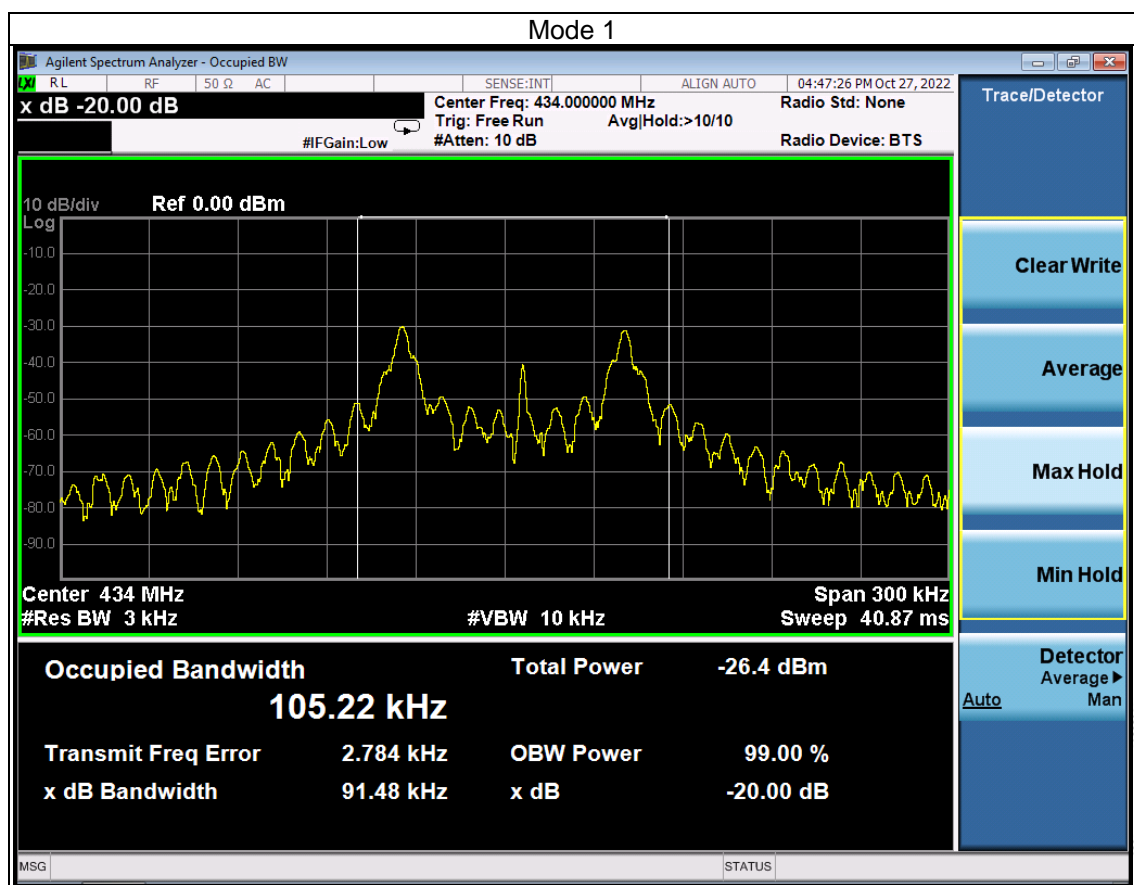 Mode 1
Agilent Spectrum Analyzer - Occupied BW
LXI RL RF 50 Ω AC SENSE:INT ALIGN AUTO 04:47:26 PM Oct 27, 2022
x dB -20.00 dB
Center Freq: 434.000000 MHz Radio Std: None
Trig: Free Run Avg|Hold:>10/10
#IFGain:Low #Atten: 10 dB Radio Device: BTS
Trace/Detector
10 dB/div Ref 0.00 dBm
Log
-10.0
-20.0
-30.0
-40.0
-50.0
-60.0
-70.0
-80.0
-90.0
Center 434 MHz Span 300 kHz
#Res BW 3 kHz #VBW 10 kHz Sweep 40.87 ms
Clear Write
Average
Max Hold
Min Hold
Detector
Average▶
Auto Man
Occupied Bandwidth Total Power -26.4 dBm
105.22 kHz
Transmit Freq Error 2.784 kHz OBW Power 99.00 %
x dB Bandwidth 91.48 kHz x dB -20.00 dB
MSG STATUS